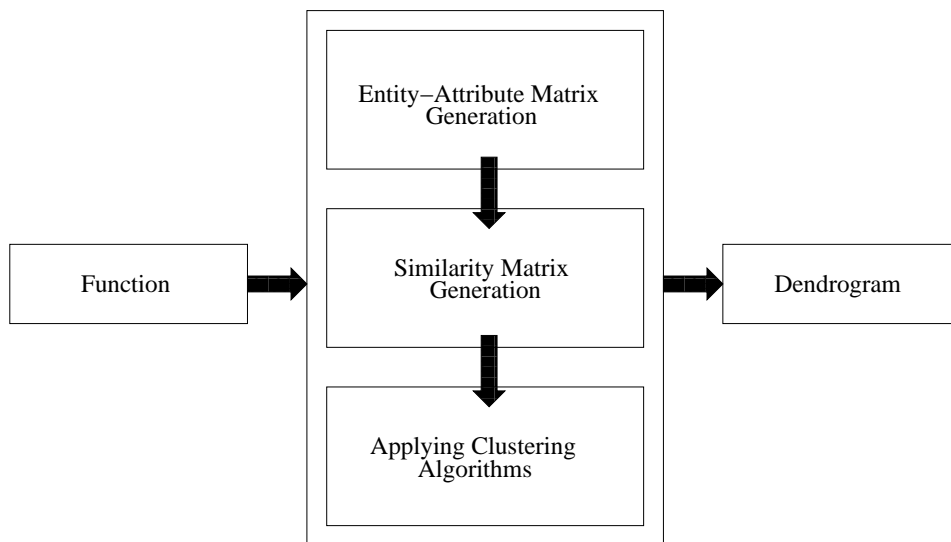 Entity−Attribute Matrix
Generation
Function
Similarity Matrix
Generation
Dendrogram
Applying Clustering
Algorithms